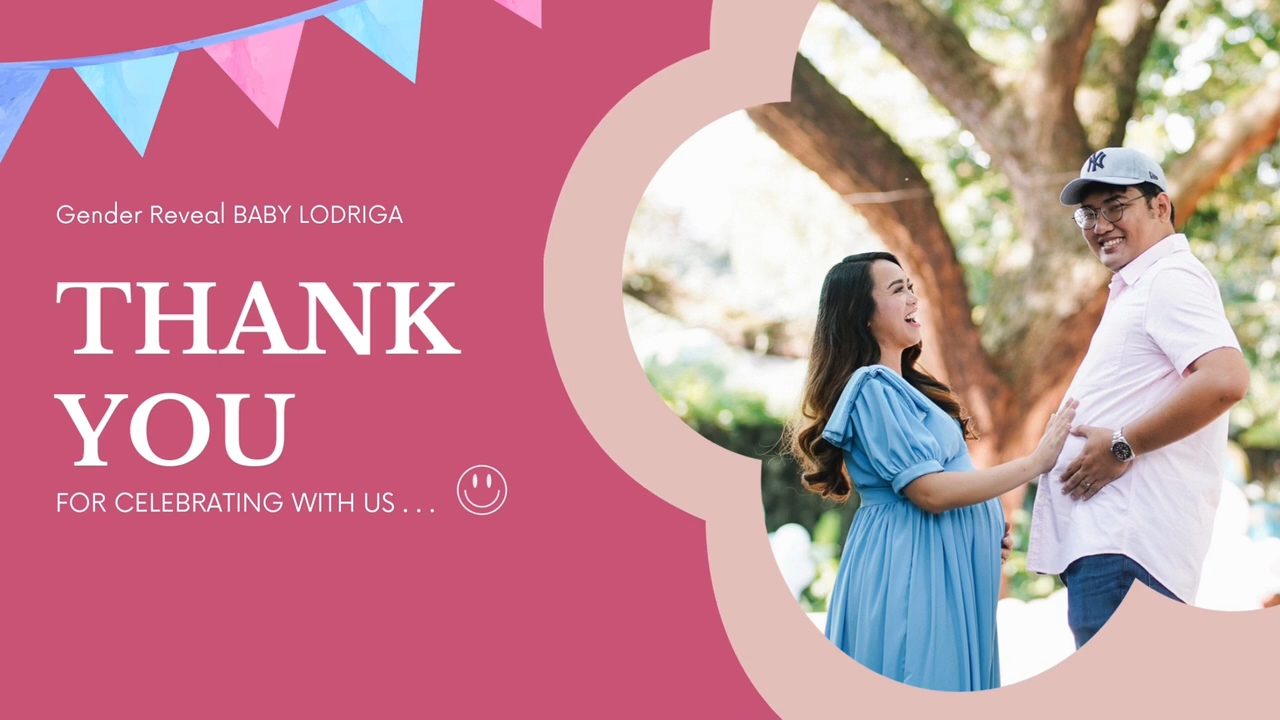 Gender Reveal BABY LODRIGA
THANK
YOU
FOR CELEBRATING WITH US . . .
NY